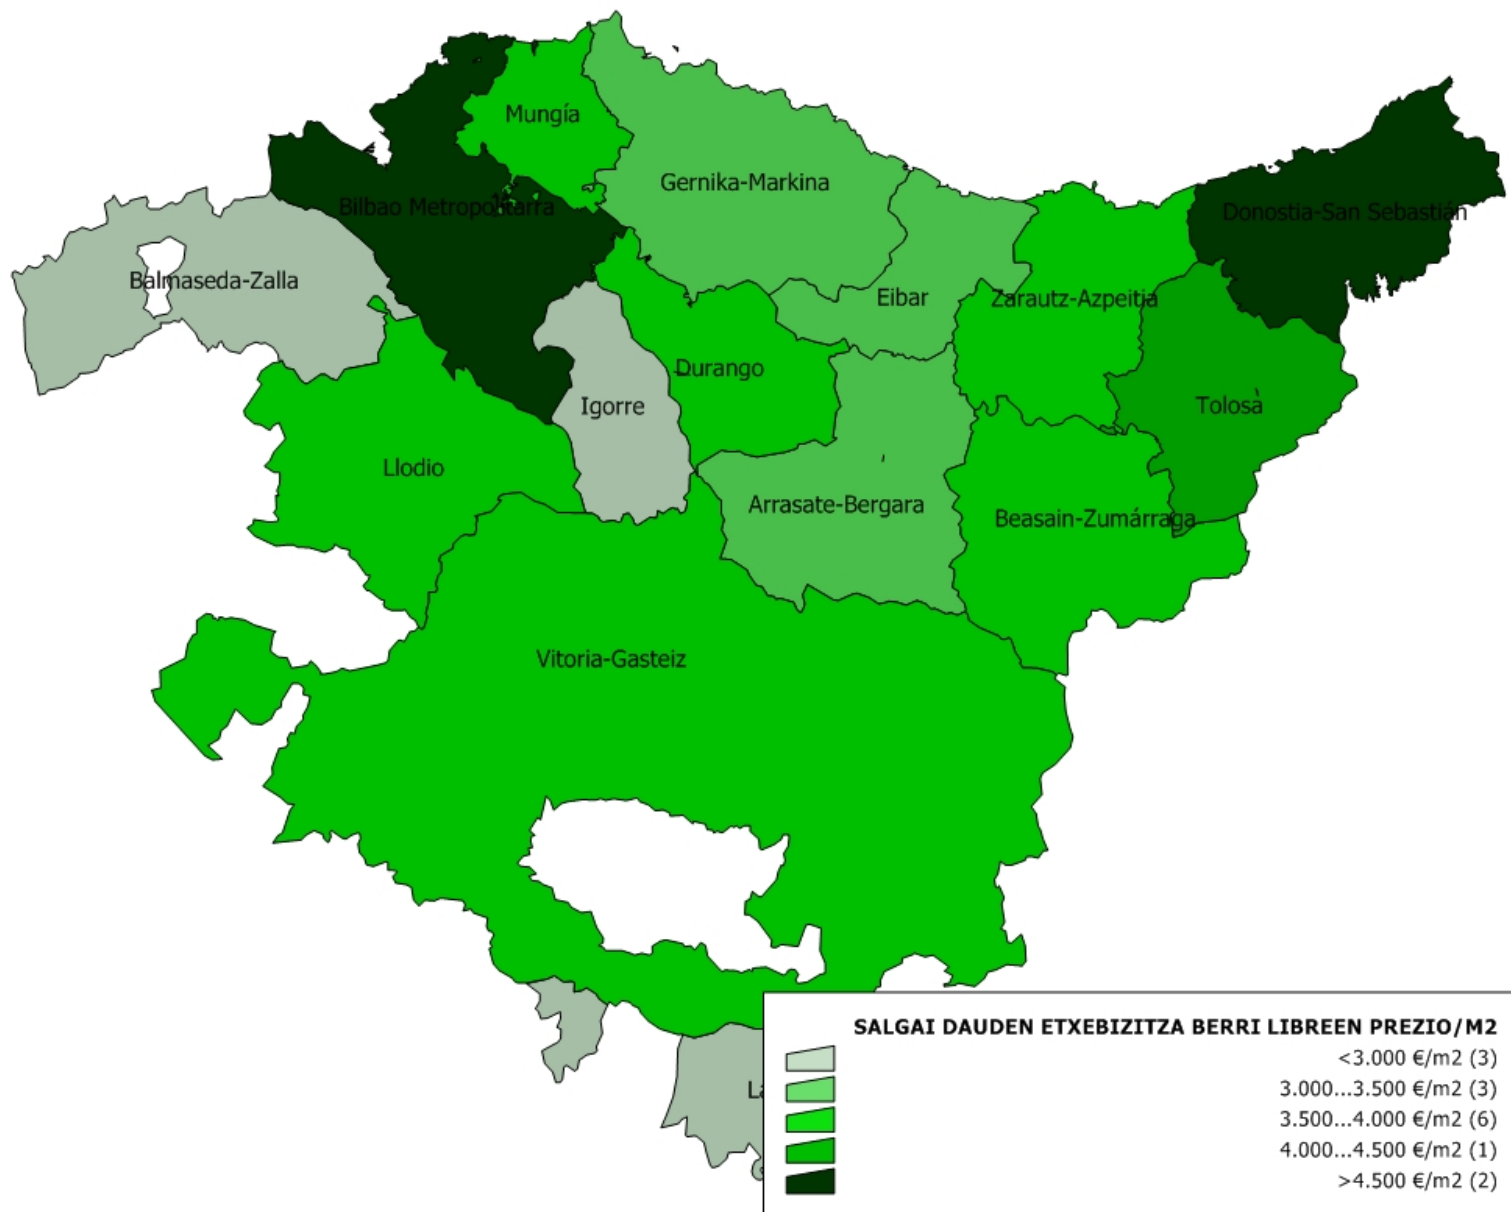 Mungía
Gernika-Markina
Bilbao Metropolitarra
Donostia-San Sebastián
Balmaseda-Zalla
Eibar
Zarautz-Azpeitia
Durango
Igorre
Tolosa
Llodio
Arrasate-Bergara
Beasain-Zumárraga
Vitoria-Gasteiz
SALGAI DAUDEN ETXEBIZITZA BERRI LIBREEN PREZIO/M2
<3.000 €/m2 (3)
3.000...3.500 €/m2 (3)
3.500...4.000 €/m2 (6)
4.000...4.500 €/m2 (1)
>4.500 €/m2 (2)